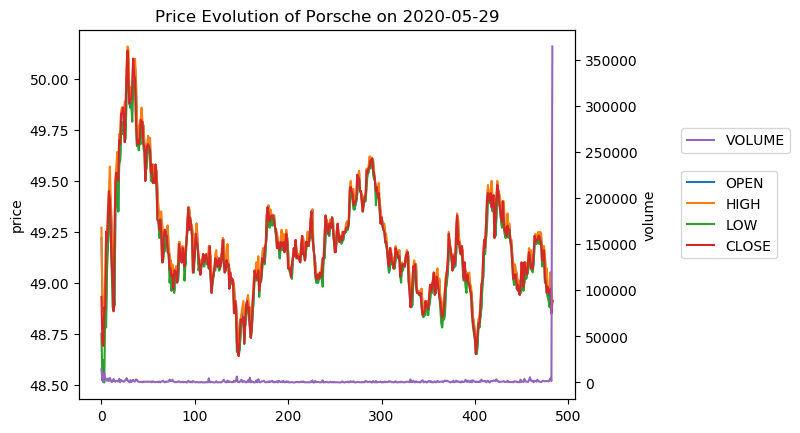 Price Evolution of Porsche on 2020-05-29
price
50.00
49.75
49.50
49.25
49.00
48.75
48.50
0
100
200
300
400
500
350000
300000
250000
200000
150000
100000
50000
0
volume
VOLUME
OPEN
HIGH
LOW
CLOSE